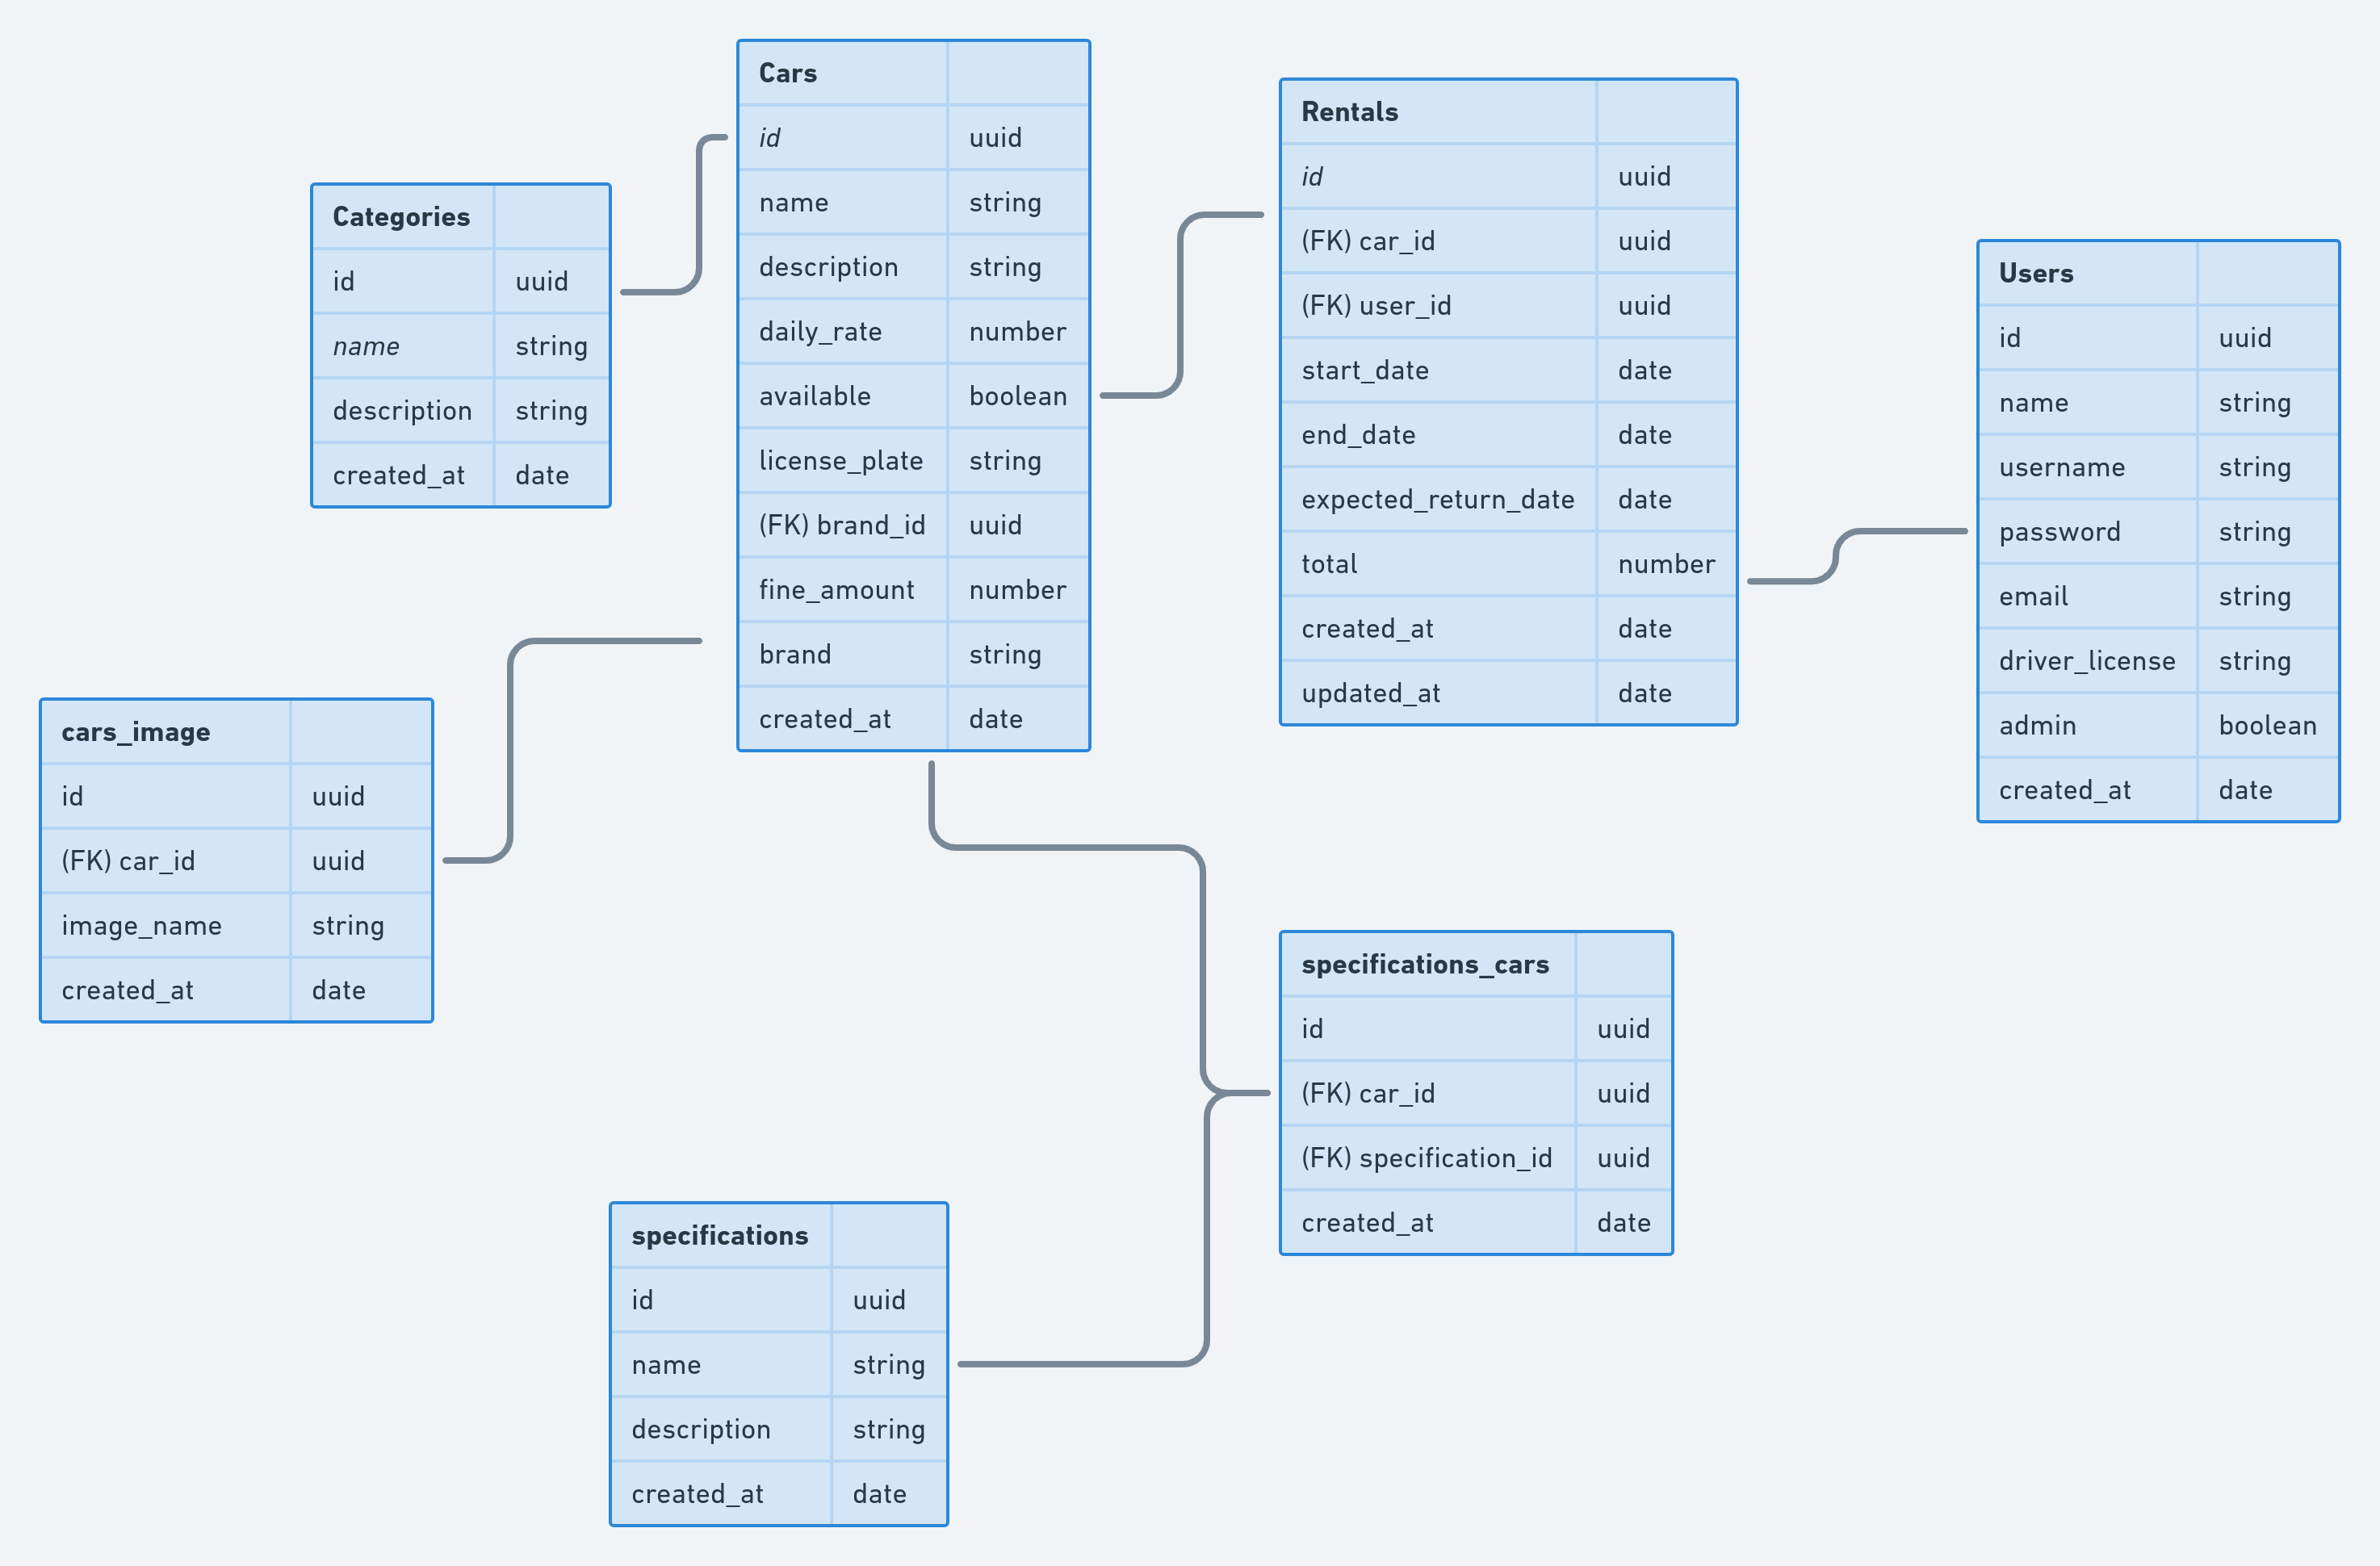 Cars
id uuid
name string
description string
daily_rate number
available boolean
license_plate string
(FK) brand_id uuid
fine_amount number
brand string
created_at date
Rentals
id uuid
(FK) car_id uuid
(FK) user_id uuid
start_date date
end_date date
expected_return_date date
total number
created_at date
updated_at date
Categories
id uuid
name string
description string
created_at date
Users
id uuid
name string
username string
password string
email string
driver_license string
admin boolean
created_at date
cars_image
id uuid
(FK) car_id uuid
image_name string
created_at date
specifications_cars
id uuid
(FK) car_id uuid
(FK) specification_id uuid
created_at date
specifications
id uuid
name string
description string
created_at date